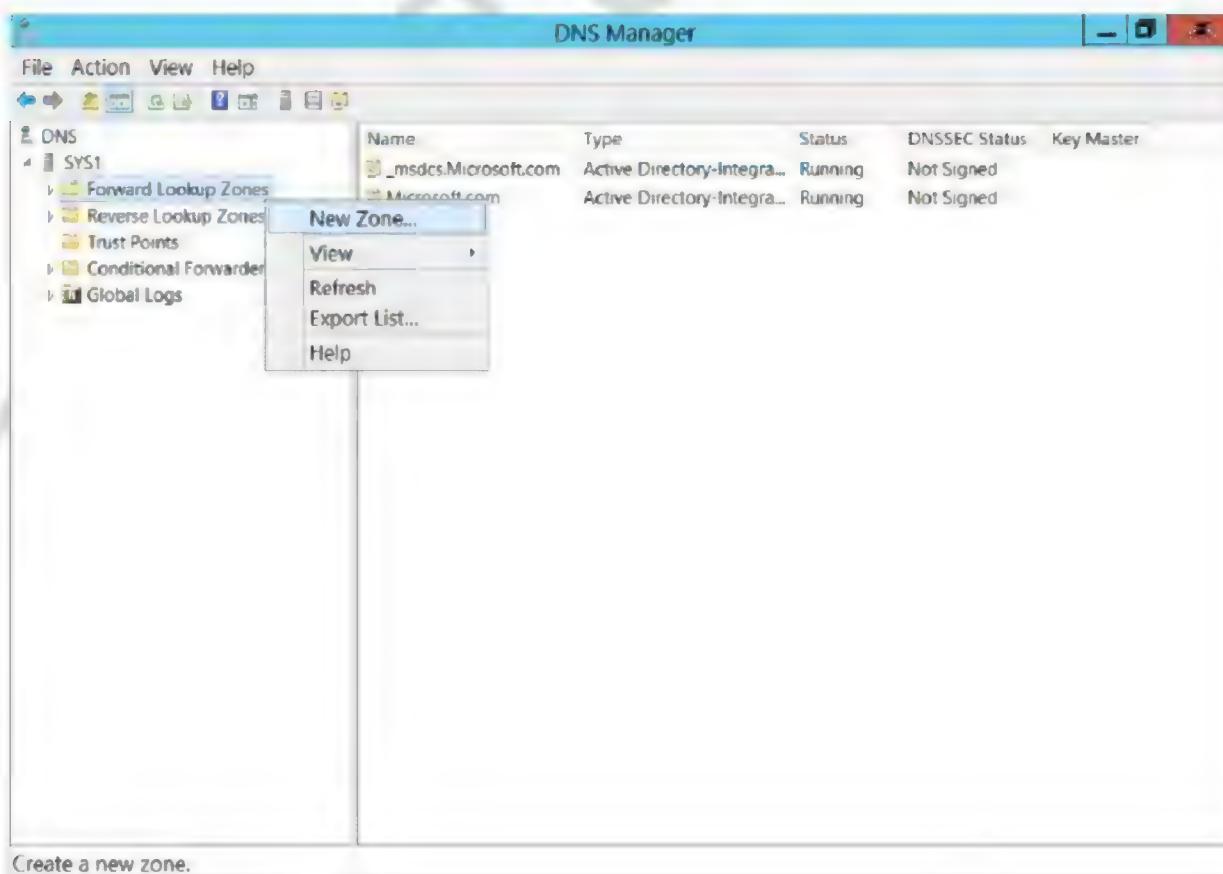 DNS Manager
File Action View Help
DNS
SYS1
Forward Lookup Zones
Reverse Lookup Zones
Trust Points
Conditional Forwarder
Global Logs
Name Type Status DNSSEC Status Key Master
_msdcs.Microsoft.com Active Directory-Integra... Running Not Signed
Microsoft.com Active Directory-Integra... Running Not Signed
New Zone...
View
Refresh
Export List...
Help
Create a new zone.